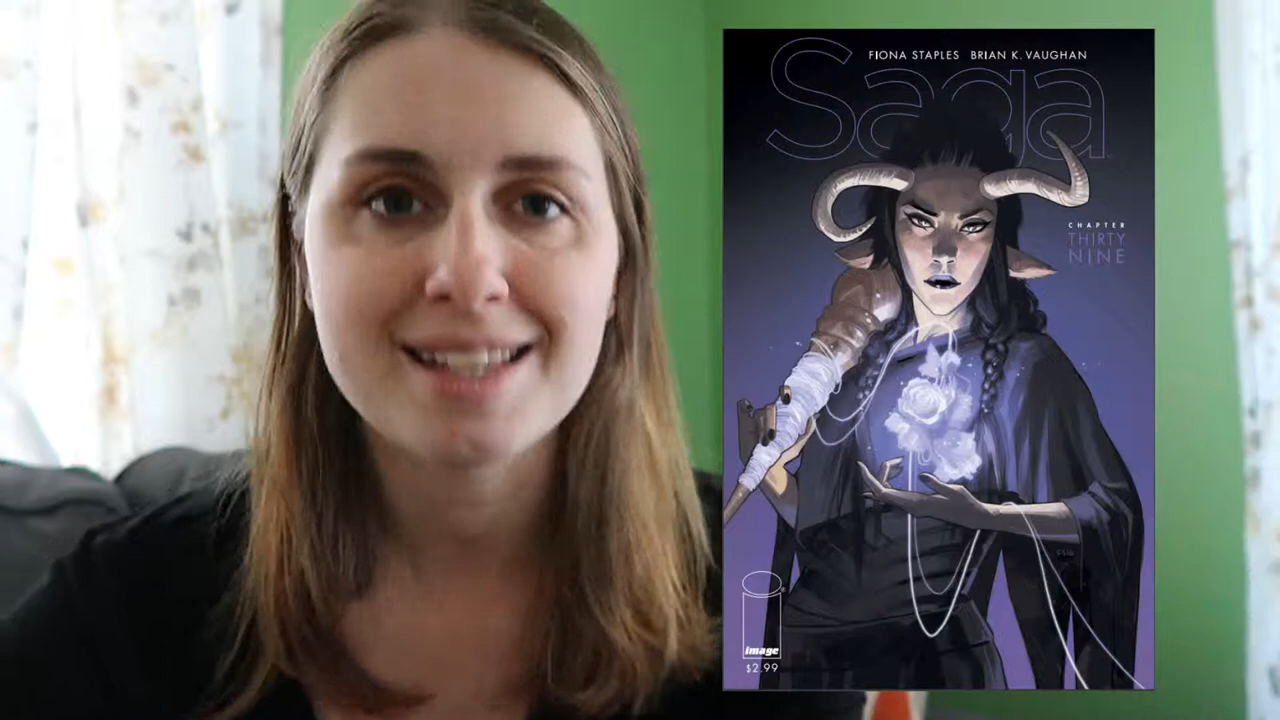 FIONA STAPLES BRIAN K. VAUGHAN
Saga
CHAPTER
THIRTY
NINE
image
$2.99